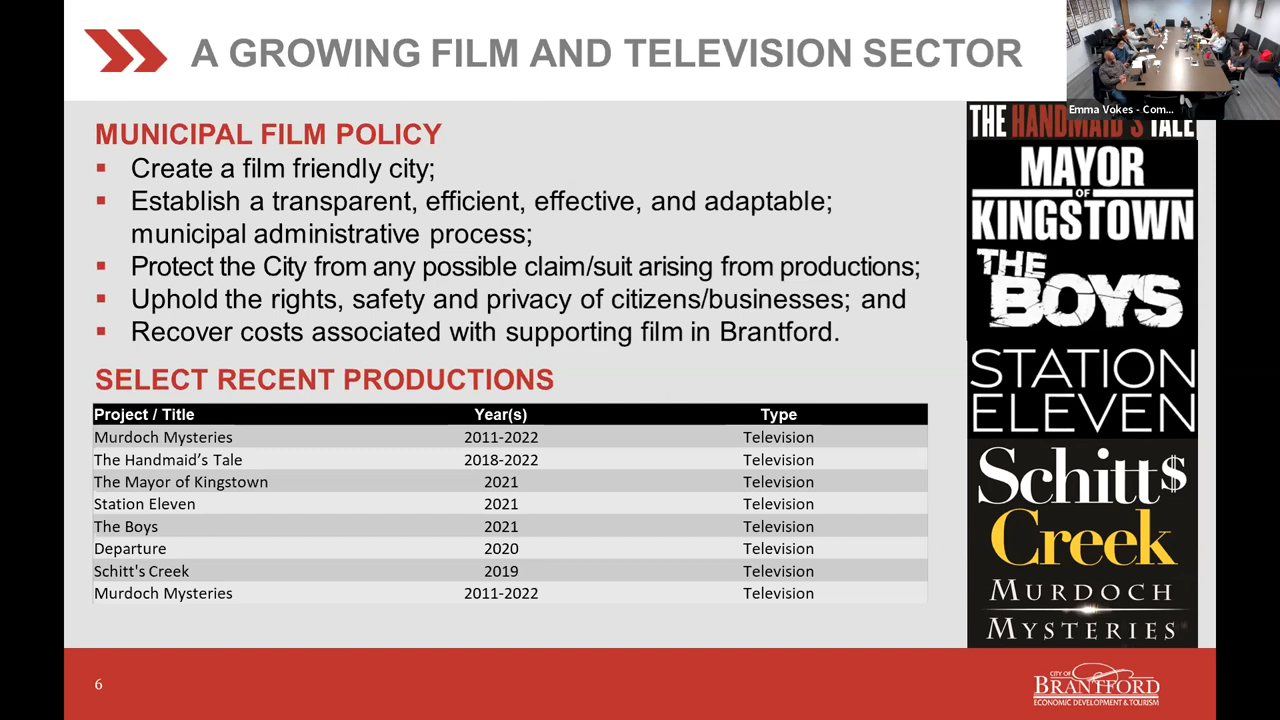 A GROWING FILM AND TELEVISION SECTOR
Emma Vokes - Com...
MUNICIPAL FILM POLICY
▪ Create a film friendly city;
▪ Establish a transparent, efficient, effective, and adaptable;
municipal administrative process;
▪ Protect the City from any possible claim/suit arising from productions;
▪ Uphold the rights, safety and privacy of citizens/businesses; and
▪ Recover costs associated with supporting film in Brantford.
SELECT RECENT PRODUCTIONS
Project / Title Year(s) Type
Murdoch Mysteries 2011-2022 Television
The Handmaid’s Tale 2018-2022 Television
The Mayor of Kingstown 2021 Television
Station Eleven 2021 Television
The Boys 2021 Television
Departure 2020 Television
Schitt's Creek 2019 Television
Murdoch Mysteries 2011-2022 Television
THE HANDMAID'S TALE
MAYOR
OF
KINGSTOWN
THE
BOYS
STATION
ELEVEN
Schitt$
Creek
MURDOCH
MYSTERIES
6
CITY OF
BRANTFORD
ECONOMIC DEVELOPMENT & TOURISM